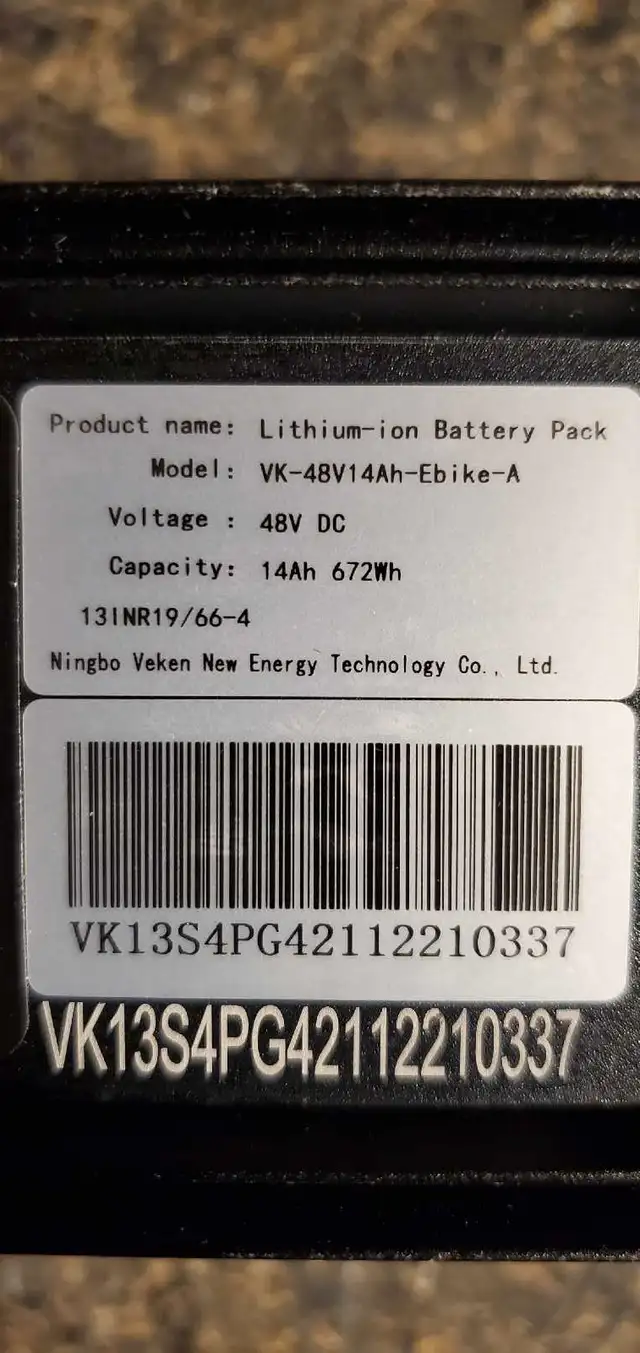 Product name: Lithium-ion Battery Pack
Model: VK-48V14Ah-Ebike-A
Voltage : 48V DC
Capacity: 14Ah 672Wh
13INR19/66-4
Ningbo Veken New Energy Technology Co., Ltd.
VK13S4PG42112210337
VK13S4PG42112210337